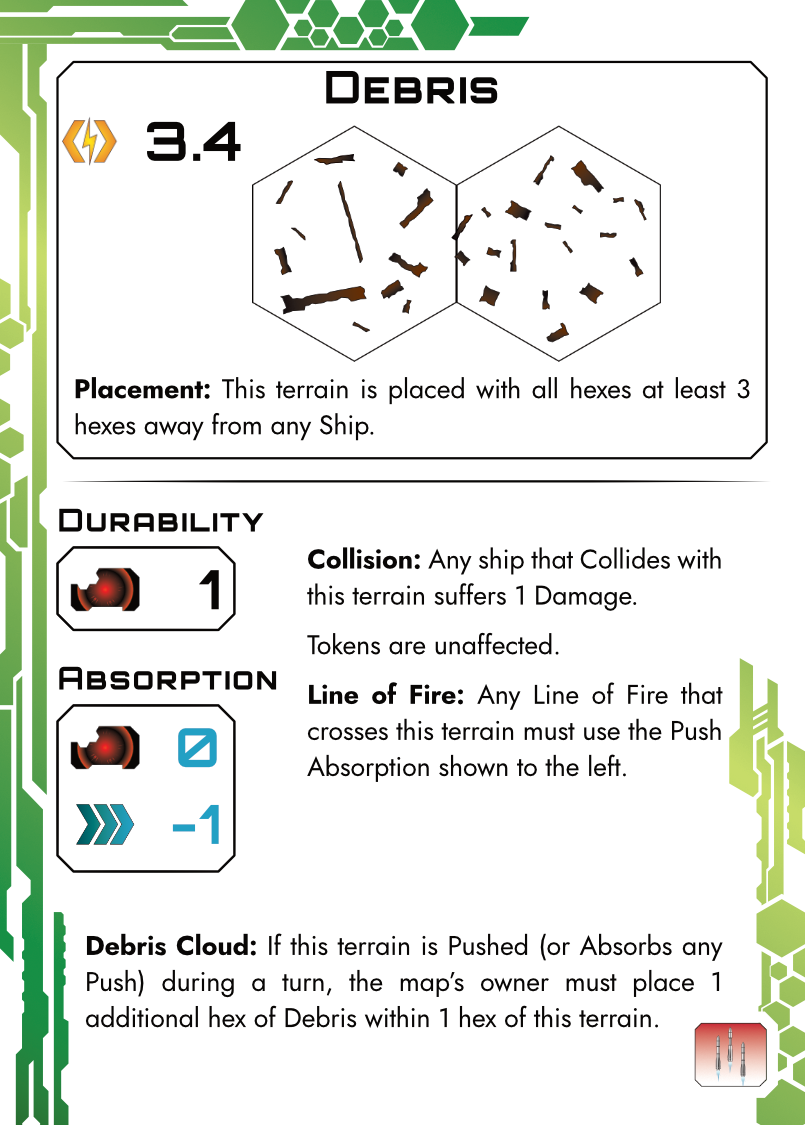 DEBRIS
3.4
Placement: This terrain is placed with all hexes at least 3
hexes away from any Ship.
DURABILITY
1
Collision: Any ship that Collides with
this terrain suffers 1 Damage.
Tokens are unaffected.
ABSORPTION
0
-1
Line of Fire: Any Line of Fire that
crosses this terrain must use the Push
Absorption shown to the left.
Debris Cloud: If this terrain is Pushed (or Absorbs any
Push) during a turn, the map's owner must place 1
additional hex of Debris within 1 hex of this terrain.